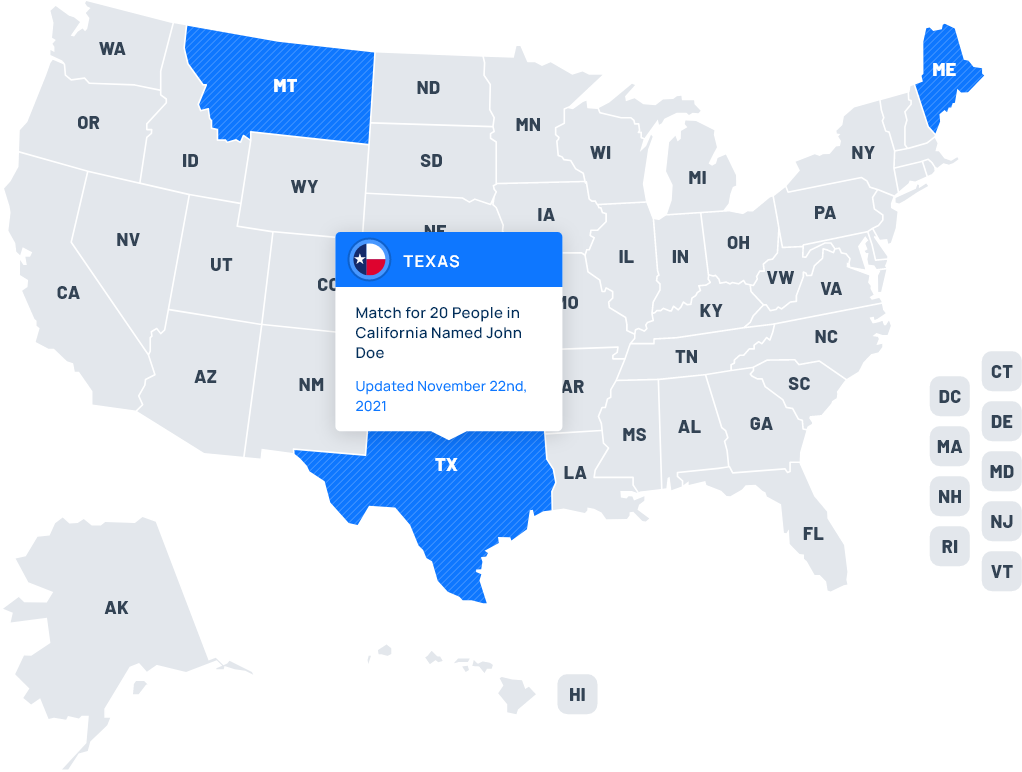 WA
MT
ME
ND
OR
MN
NY
WI
ID
SD
MI
WY
PA
IA
NE
NV
OH
IL
IN
UT
TEXAS
VW
CO
VA
CA
MO
KY
Match for 20 People in
California Named John
Doe
NC
TN
CT
AZ
NM
Updated November 22nd,
2021
AR
SC
DC
DE
GA
AL
MS
MA
TX
LA
MD
NH
NJ
FL
RI
VT
AK
HI